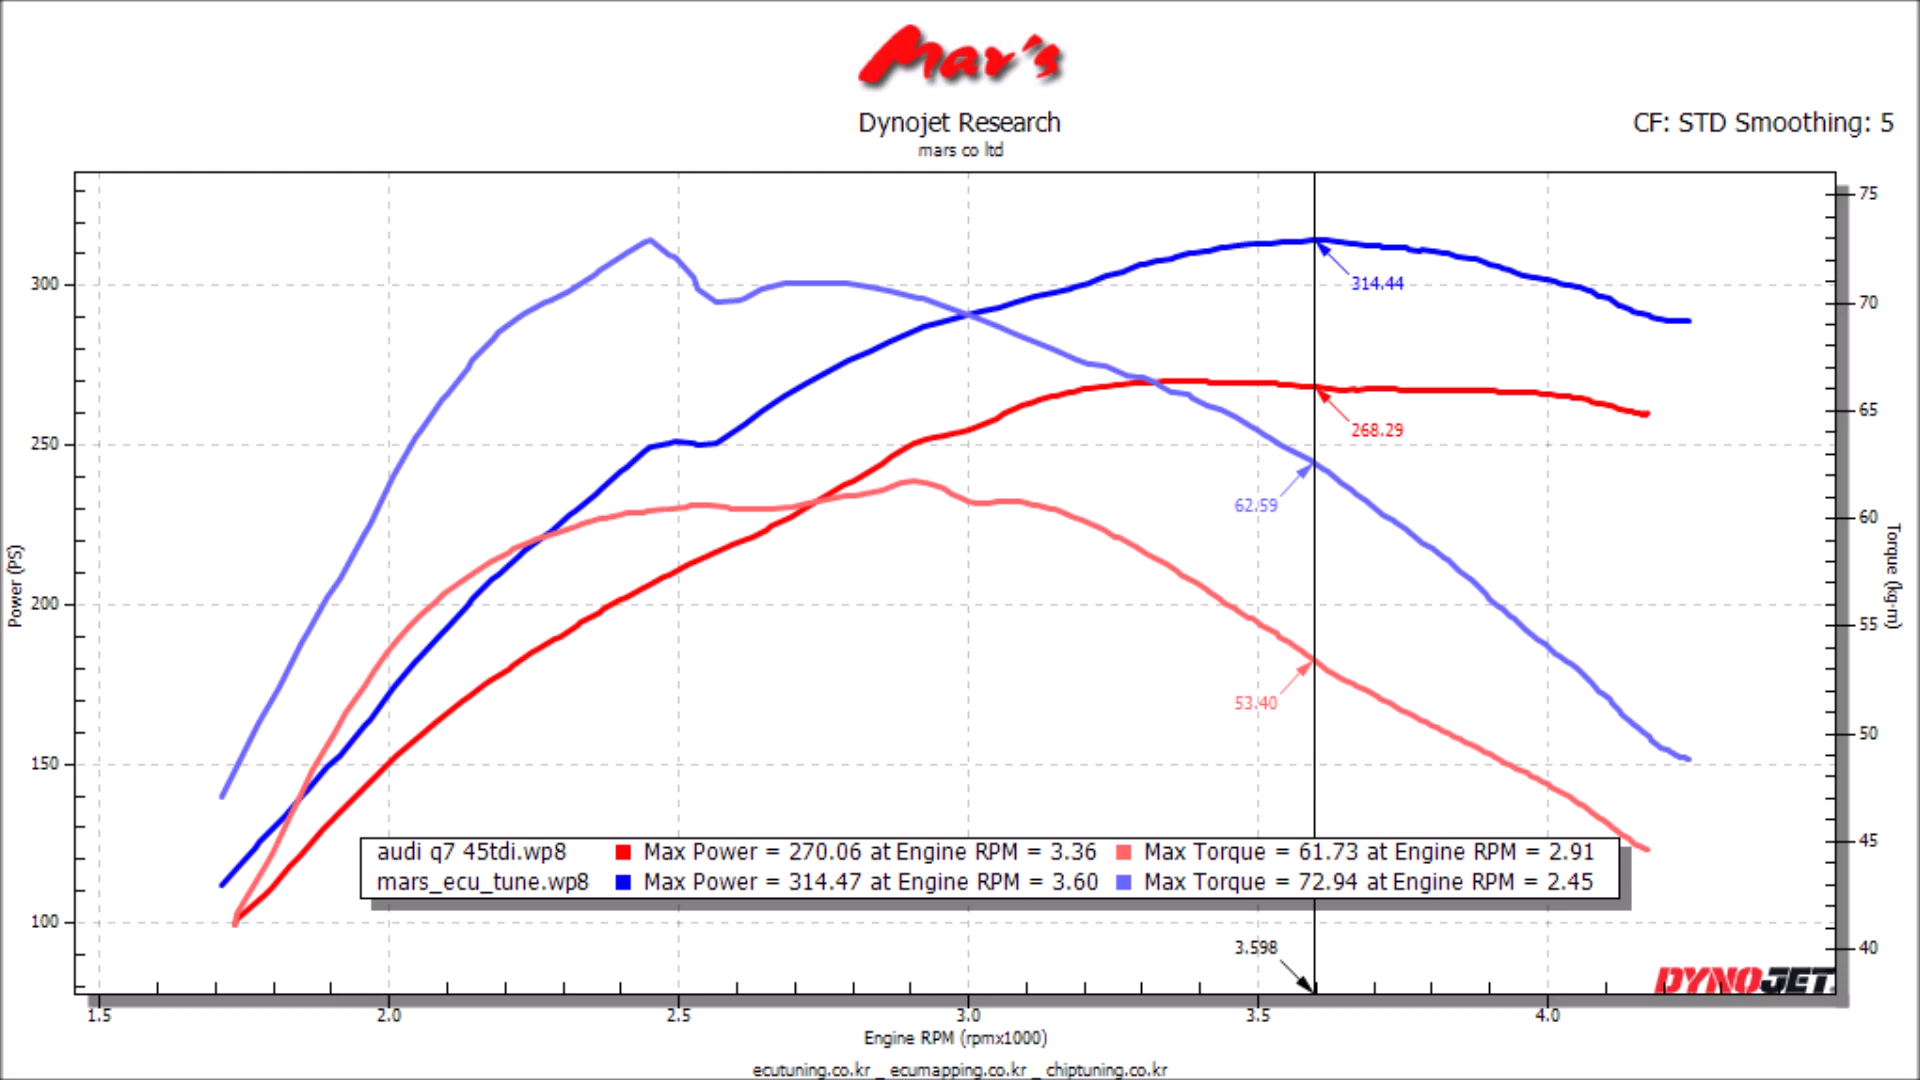 Mar's
Dynojet Research
mars co ltd
CF: STD Smoothing: 5
Power (PS)
300
250
200
150
100
75
70
65
60
55
50
45
40
Torque (kg-m)
314.44
268.29
62.59
53.40
audi q7 45tdi.wp8 Max Power = 270.06 at Engine RPM = 3.36 Max Torque = 61.73 at Engine RPM = 2.91
mars_ecu_tune.wp8 Max Power = 314.47 at Engine RPM = 3.60 Max Torque = 72.94 at Engine RPM = 2.45
3.598
DYNOJET
1.5 2.0 2.5 3.0 3.5 4.0
Engine RPM (rpmx1000)
ecutuning.co.kr _ ecumapping.co.kr _ chiptuning.co.kr